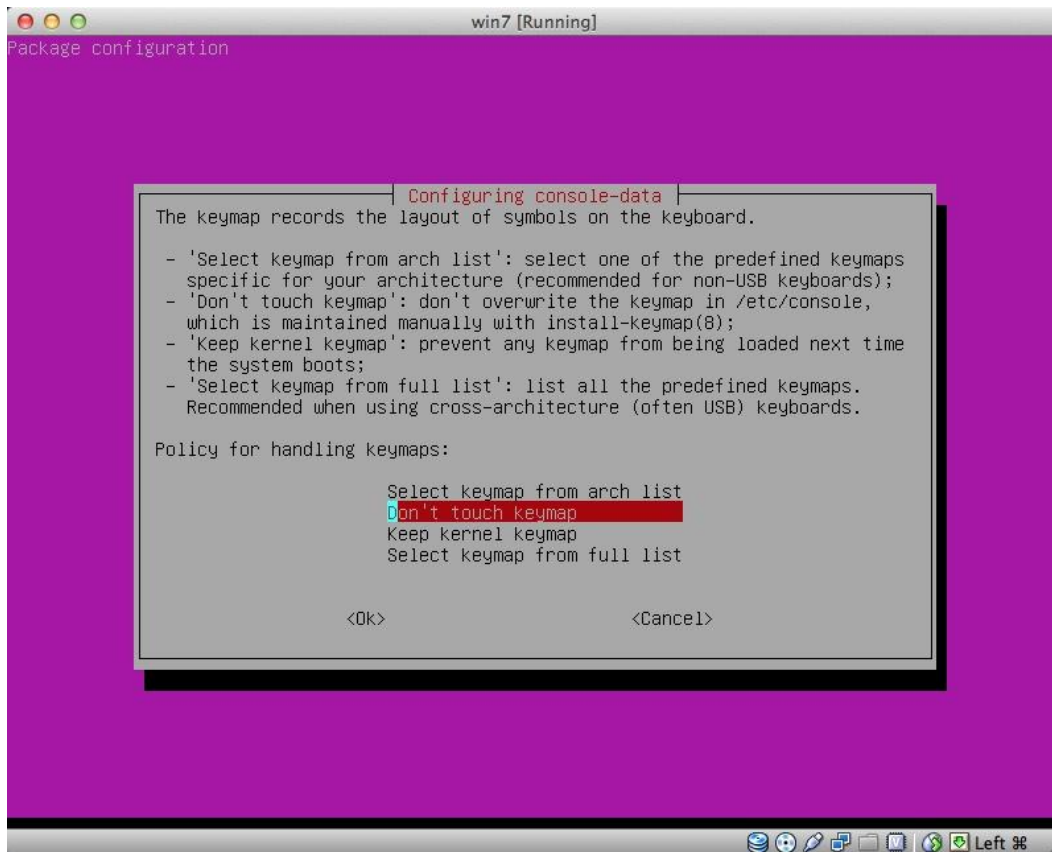 win7 [Running]
Package configuration
Configuring console-data
The keymap records the layout of symbols on the keyboard.
- 'Select keymap from arch list': select one of the predefined keymaps
specific for your architecture (recommended for non-USB keyboards);
- 'Don't touch keymap': don't overwrite the keymap in /etc/console,
which is maintained manually with install-keymap(8);
- 'Keep kernel keymap': prevent any keymap from being loaded next time
the system boots;
- 'Select keymap from full list': list all the predefined keymaps.
Recommended when using cross-architecture (often USB) keyboards.
Policy for handling keymaps:
Select keymap from arch list
Don't touch keymap
Keep kernel keymap
Select keymap from full list
<Ok> <Cancel>
Left ⌘